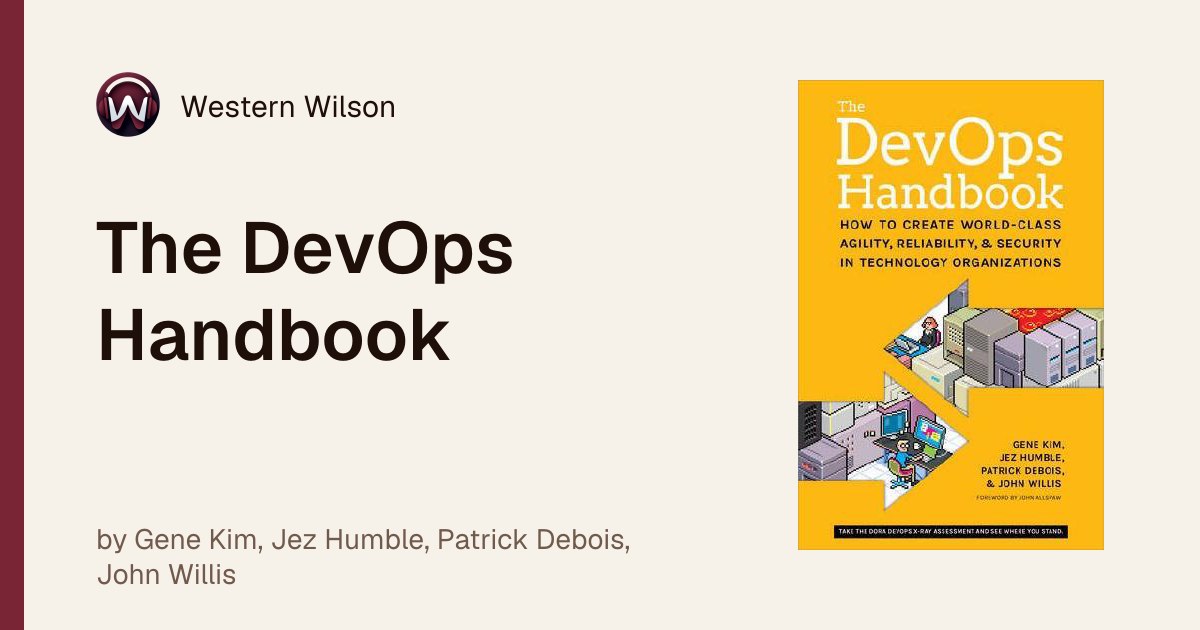 W
Western Wilson
The DevOps
Handbook
by Gene Kim, Jez Humble, Patrick Debois,
John Willis
The
DevOps
Handbook
HOW TO CREATE WORLD-CLASS
AGILITY, RELIABILITY, & SECURITY
IN TECHNOLOGY ORGANIZATIONS
GENE KIM,
JEZ HUMBLE,
PATRICK DEBOIS,
& JOHN WILLIS
FOREWORD BY JOHN ALLSPAW
TAKE THE DORA DEVOPS X-RAY ASSESSMENT AND SEE WHERE YOU STAND.